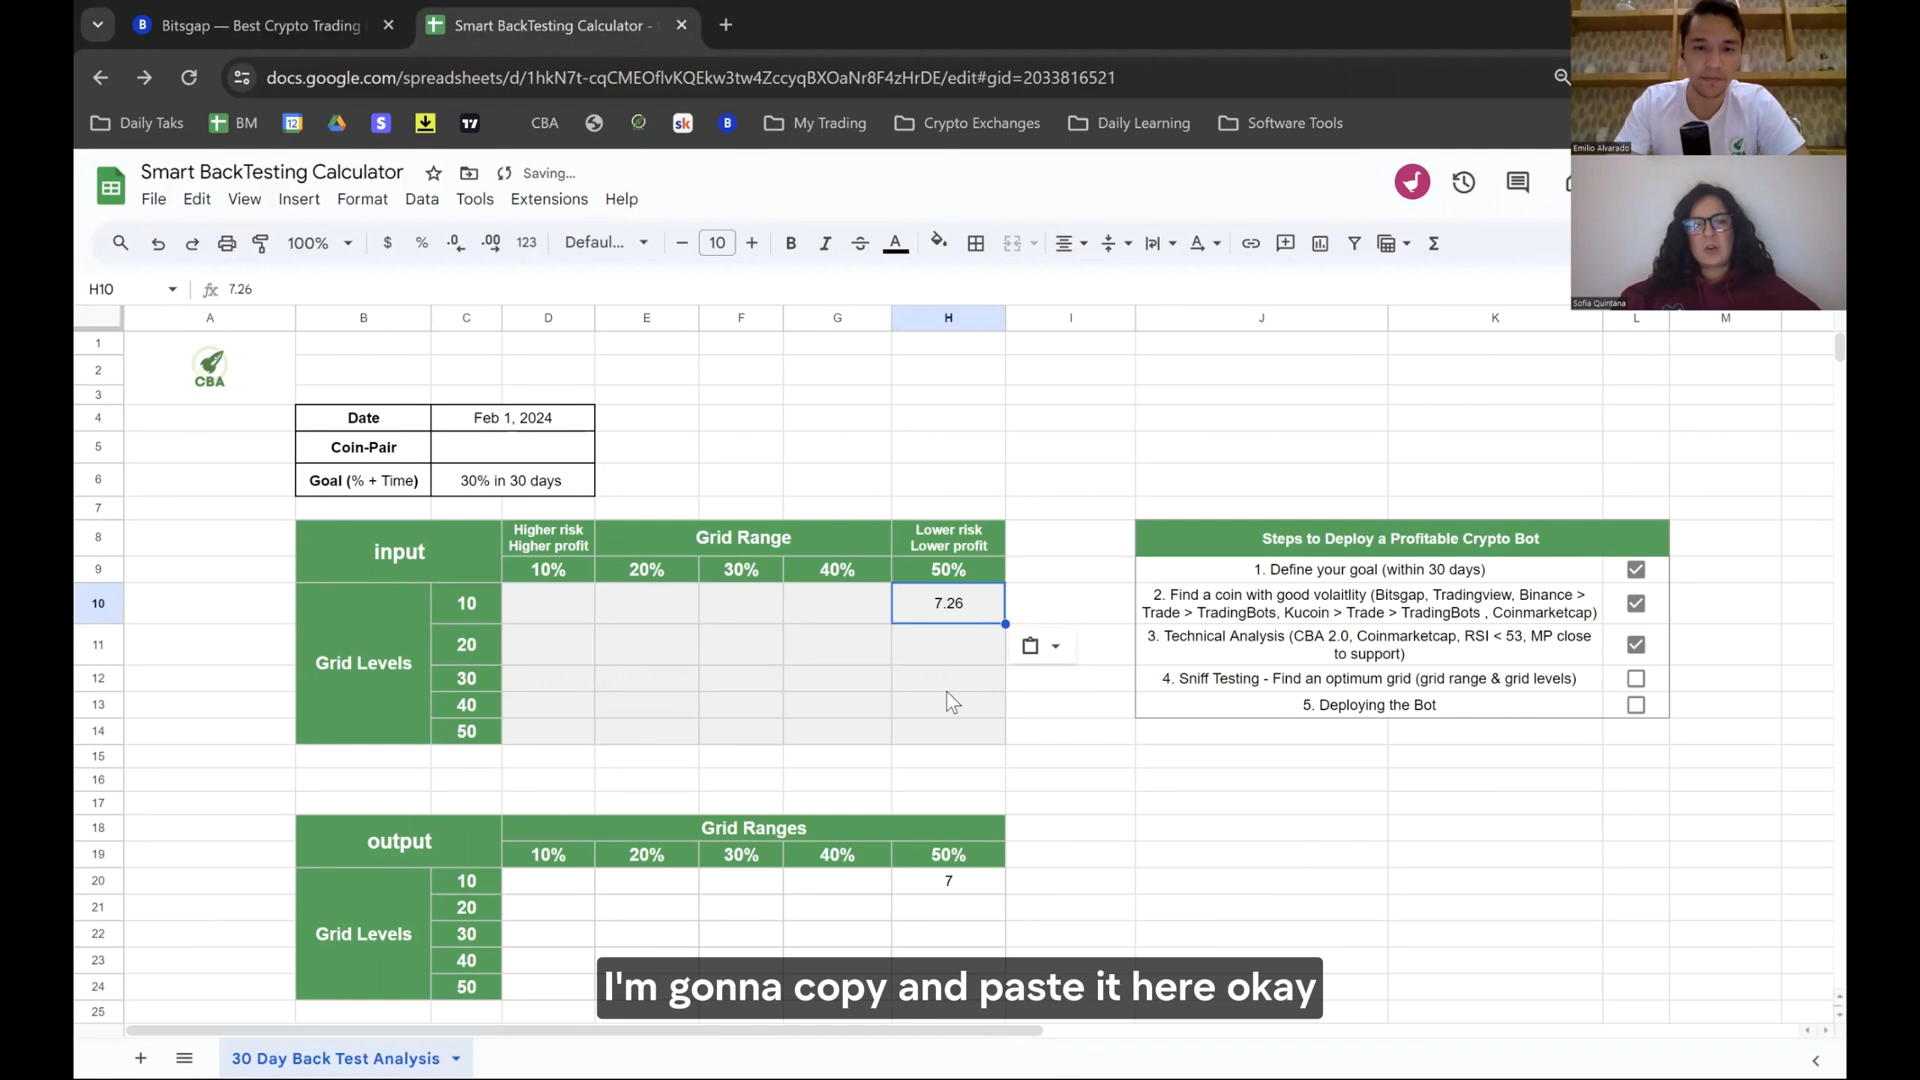 Bitsgap — Best Crypto Trading
Smart BackTesting Calculator -
docs.google.com/spreadsheets/d/1hkN7t-cqCMEOflvKQEkw3tw4ZccyqBXOaNr8F4zHrDE/edit#gid=2033816521
Daily Taks BM CBA My Trading Crypto Exchanges Daily Learning Software Tools
Emilio Alvarado
Sofia Quintana
Smart BackTesting Calculator Saving...
File Edit View Insert Format Data Tools Extensions Help
100% $ % .0 .00 123 Defaul... 10 B I A
H10 fx 7.26
A B C D E F G H I J K L M
1
2 CBA
3
4 Date Feb 1, 2024
5 Coin-Pair
6 Goal (% + Time) 30% in 30 days
7
8 input Higher risk Higher profit Grid Range Lower risk Lower profit Steps to Deploy a Profitable Crypto Bot
9 10% 20% 30% 40% 50% 1. Define your goal (within 30 days)
10 Grid Levels 10 7.26 2. Find a coin with good volaitlity (Bitsgap, Tradingview, Binance >
Trade > TradingBots, Kucoin > Trade > TradingBots , Coinmarketcap)
11 20 3. Technical Analysis (CBA 2.0, Coinmarketcap, RSI < 53, MP close
to support)
12 30 4. Sniff Testing - Find an optimum grid (grid range & grid levels)
13 40 5. Deploying the Bot
14 50
15
16
17
18 output Grid Ranges
19 10% 20% 30% 40% 50%
20 Grid Levels 10 7
21 20
22 30
23 40
24 50
25
I'm gonna copy and paste it here okay
30 Day Back Test Analysis